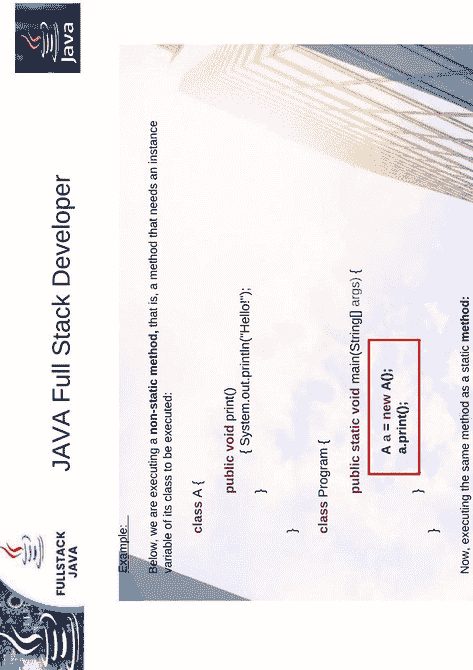 FULLSTACK
JAVA
JAVA Full Stack Developer
Java
Example:
Below, we are executing a non-static method, that is, a method that needs an instance
variable of its class to be executed:
class A {
public void print()
{ System.out.println("Hello!");
}
}
class Program {
public static void main(String[] args) {
A a = new A();
a.print();
}
}
Now, executing the same method as a static method: